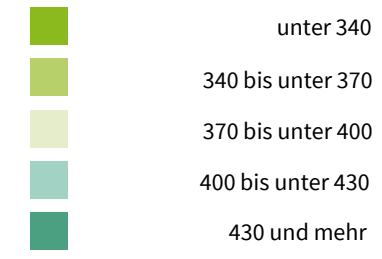 unter 340
340 bis unter 370
370 bis unter 400
400 bis unter 430
430 und mehr